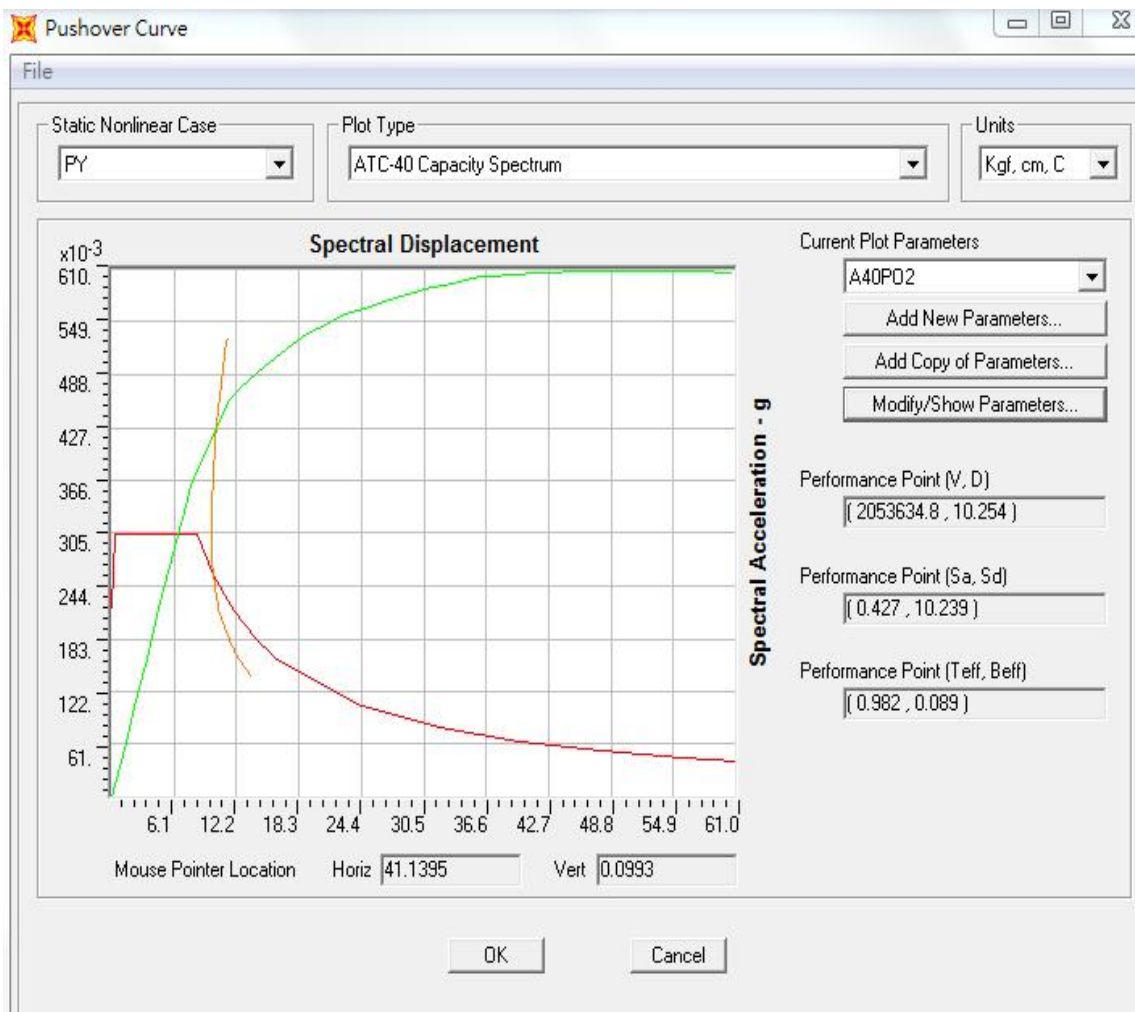 Pushover Curve
File
Static Nonlinear Case
PY
Plot Type
ATC-40 Capacity Spectrum
Units
Kgf, cm, C
Spectral Displacement
x10-3
610.
549.
488.
427.
366.
305.
244.
183.
122.
61.
6.1 12.2 18.3 24.4 30.5 36.6 42.7 48.8 54.9 61.0
Spectral Acceleration - g
Mouse Pointer Location Horiz 41.1395 Vert 0.0993
Current Plot Parameters
A40PO2
Add New Parameters...
Add Copy of Parameters...
Modify/Show Parameters...
Performance Point (V, D)
( 2053634.8 , 10.254 )
Performance Point (Sa, Sd)
( 0.427 , 10.239 )
Performance Point (Teff, Beff)
( 0.982 , 0.089 )
OK Cancel